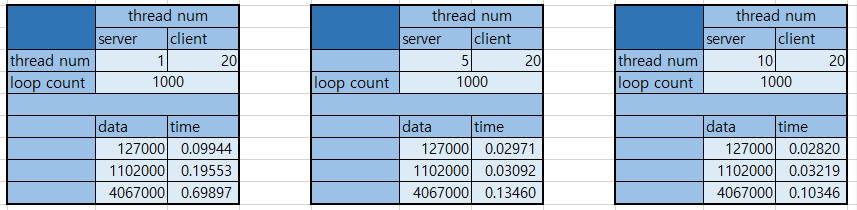 thread num thread num thread num
server client server client server client
thread num 1 20 5 20 thread num 10 20
loop count 1000 loop count 1000 loop count 1000
data time data time data time
127000 0.09944 127000 0.02971 127000 0.02820
1102000 0.19553 1102000 0.03092 1102000 0.03219
4067000 0.69897 4067000 0.13460 4067000 0.10346